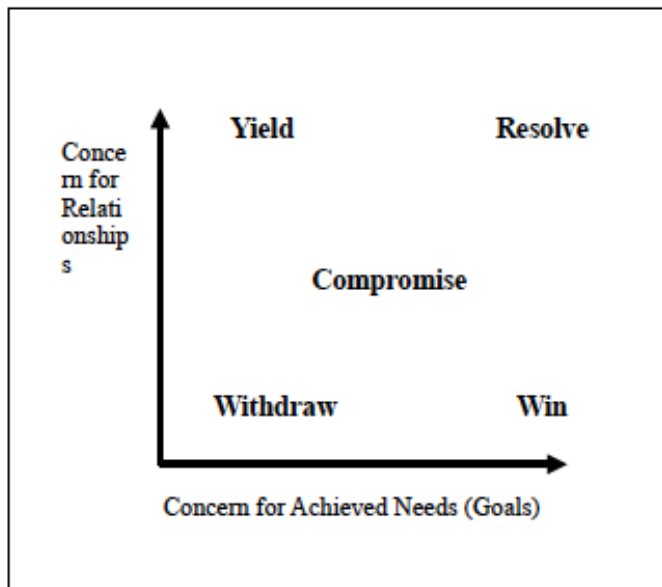 Yield Resolve
Conce
rn for
Relati
onship
s
Compromise
Withdraw Win
Concern for Achieved Needs (Goals)